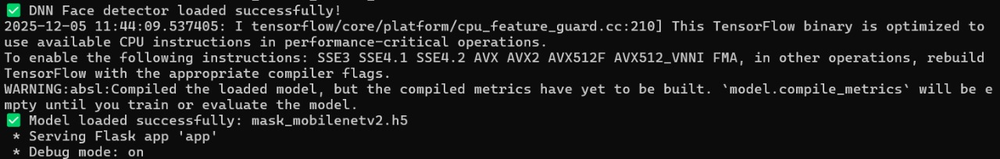 ✅ DNN Face detector loaded successfully!
2025-12-05 11:44:09.537405: I tensorflow/core/platform/cpu_feature_guard.cc:210] This TensorFlow binary is optimized to
use available CPU instructions in performance-critical operations.
To enable the following instructions: SSE3 SSE4.1 SSE4.2 AVX AVX2 AVX512F AVX512_VNNI FMA, in other operations, rebuild
TensorFlow with the appropriate compiler flags.
WARNING:absl:Compiled the loaded model, but the compiled metrics have yet to be built. `model.compile_metrics` will be e
mpty until you train or evaluate the model.
✅ Model loaded successfully: mask_mobilenetv2.h5
 * Serving Flask app 'app'
 * Debug mode: on